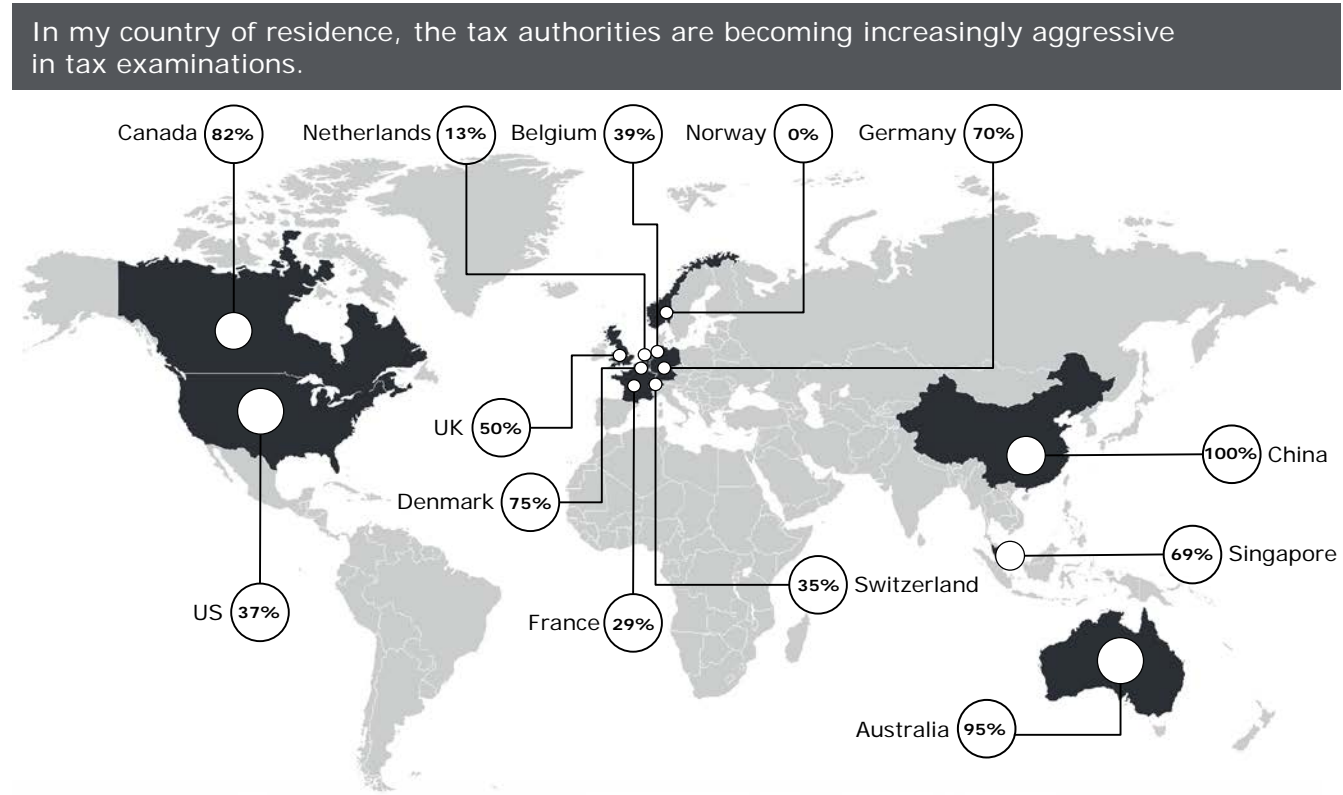 In my country of residence, the tax authorities are becoming increasingly aggressive
in tax examinations.
Canada 82%
Netherlands 13%
Belgium 39%
Norway 0%
Germany 70%
UK 50%
100% China
Denmark 75%
69% Singapore
35% Switzerland
US 37%
France 29%
Australia 95%